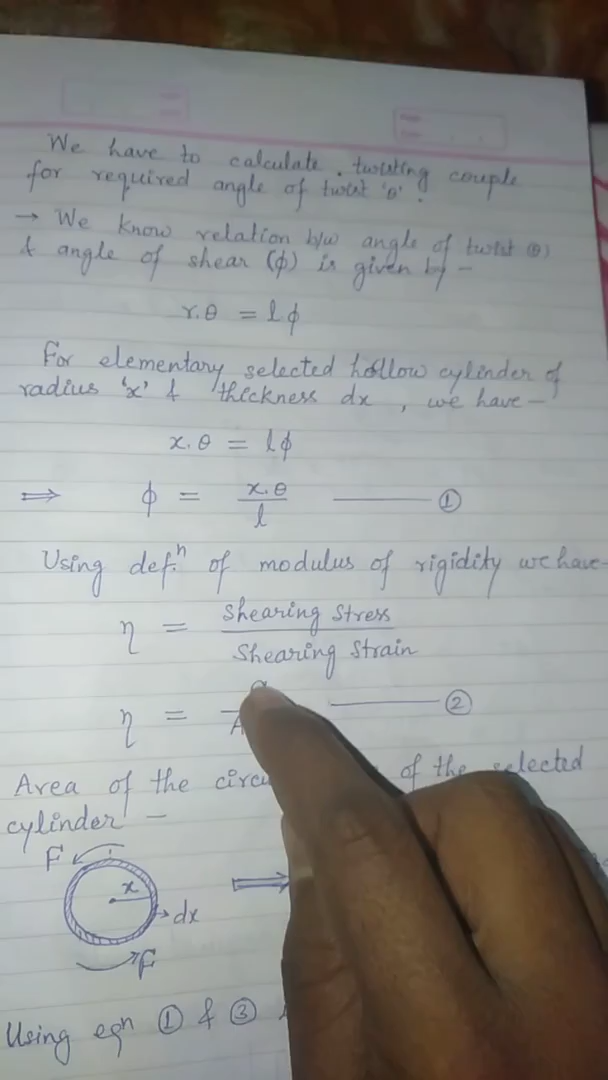 We have to calculate . twisting couple
for required angle of twist 'θ'.
→ We know relation b/w angle of twist (θ)
& angle of shear (ϕ) is given by -
r.θ = lϕ
For elementary selected hollow cylinder of
radius 'x' & thickness dx , we have -
x.θ = lϕ
⟹ ϕ = x.θ / l ——— ①
Using defⁿ. of modulus of rigidity we have -
η = Shearing Stress / Shearing Strain
η = ——— ②
Area of the of the selected
cylinder -
F
x
⟹
dx
F
Using eqn ① & ③